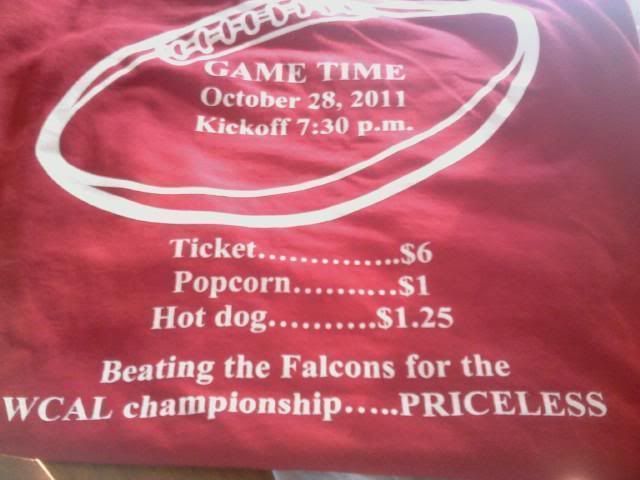 GAME TIME
October 28, 2011
Kickoff 7:30 p.m.
Ticket..............$6
Popcorn..........$1
Hot dog..........$1.25
Beating the Falcons for the
WCAL championship.....PRICELESS